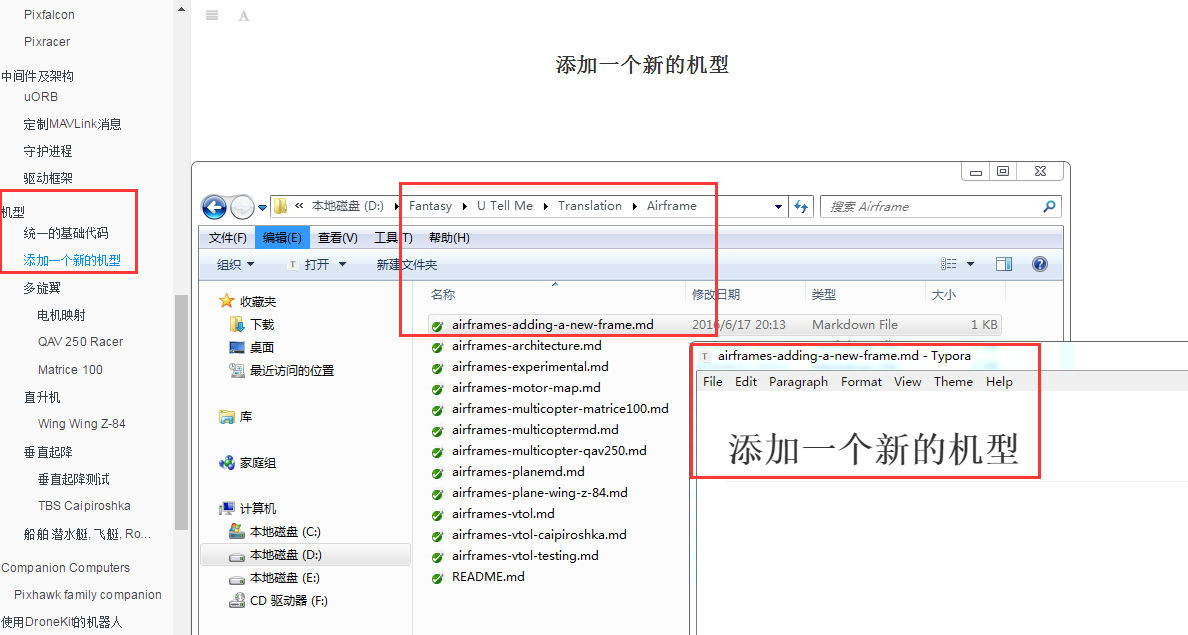 Pixfalcon
Pixracer
中间件及架构
uORB
定制MAVLink消息
守护进程
驱动框架
机型
统一的基础代码
添加一个新的机型
多旋翼
电机映射
QAV 250 Racer
Matrice 100
直升机
Wing Wing Z-84
垂直起降
垂直起降测试
TBS Caipiroshka
船舶 潜水艇, 飞艇, Ro...
Companion Computers
Pixhawk family companion
使用DroneKit的机器人
A
添加一个新的机型
« 本地磁盘 (D:) Fantasy U Tell Me Translation Airframe
搜索 Airframe
文件(F) 编辑(E) 查看(V) 工具(T) 帮助(H)
组织 T 打开 新建文件夹
收藏夹
下载
桌面
最近访问的位置
库
家庭组
计算机
本地磁盘 (C:)
本地磁盘 (D:)
本地磁盘 (E:)
CD 驱动器 (F:)
名称 修改日期 类型 大小
airframes-adding-a-new-frame.md 2016/6/17 20:13 Markdown File 1 KB
airframes-architecture.md
airframes-experimental.md
airframes-motor-map.md
airframes-multicopter-matrice100.md
airframes-multicoptermd.md
airframes-multicopter-qav250.md
airframes-planemd.md
airframes-plane-wing-z-84.md
airframes-vtol.md
airframes-vtol-caipiroshka.md
airframes-vtol-testing.md
README.md
T airframes-adding-a-new-frame.md - Typora
File Edit Paragraph Format View Theme Help
添加一个新的机型